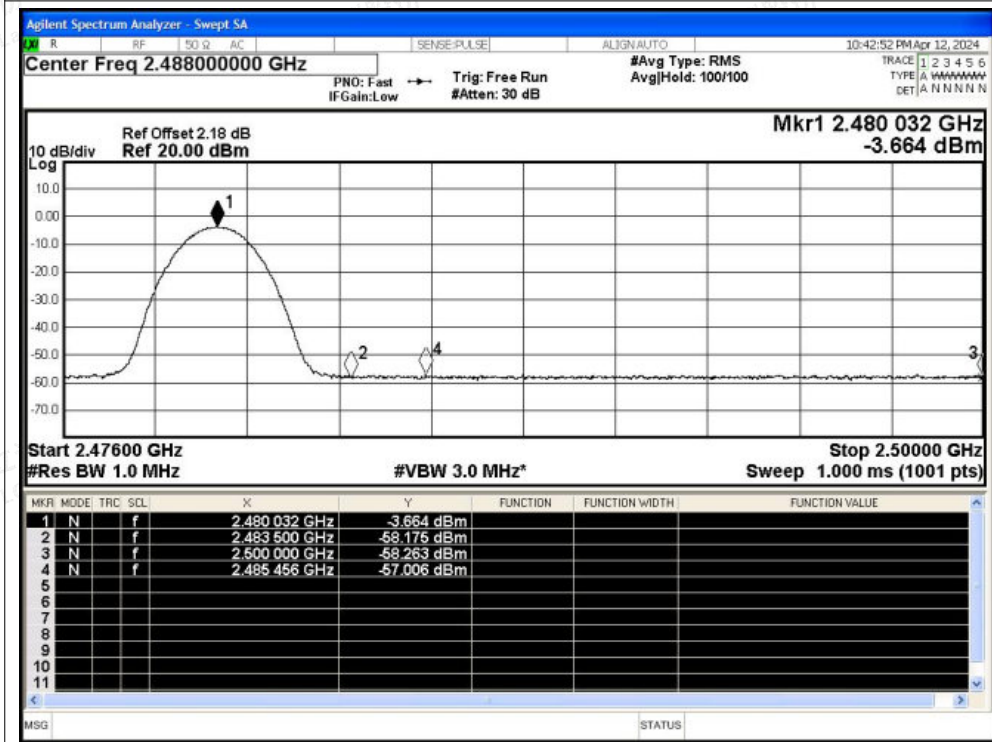 Agilent Spectrum Analyzer - Swept SA
LXI R RF 50 Ω AC SENSE:PULSE ALIGN AUTO 10:42:52 PM Apr 12, 2024
Center Freq 2.488000000 GHz
PNO: Fast
IFGain:Low
Trig: Free Run
#Atten: 30 dB
#Avg Type: RMS
Avg|Hold: 100/100
TRACE 1 2 3 4 5 6
TYPE A WWWWW
DET A N N N N N
Mkr1 2.480 032 GHz
-3.664 dBm
Ref Offset 2.18 dB
10 dB/div Ref 20.00 dBm
Log
10.0
0.00
-10.0
-20.0
-30.0
-40.0
-50.0
-60.0
-70.0
1
2
4
3
Start 2.47600 GHz Stop 2.50000 GHz
#Res BW 1.0 MHz #VBW 3.0 MHz* Sweep 1.000 ms (1001 pts)
MKR MODE TRC SCL X Y FUNCTION FUNCTION WIDTH FUNCTION VALUE
1 N f 2.480 032 GHz -3.664 dBm
2 N f 2.483 500 GHz -58.175 dBm
3 N f 2.500 000 GHz -58.263 dBm
4 N f 2.485 456 GHz -57.006 dBm
5
6
7
8
9
10
11
MSG STATUS